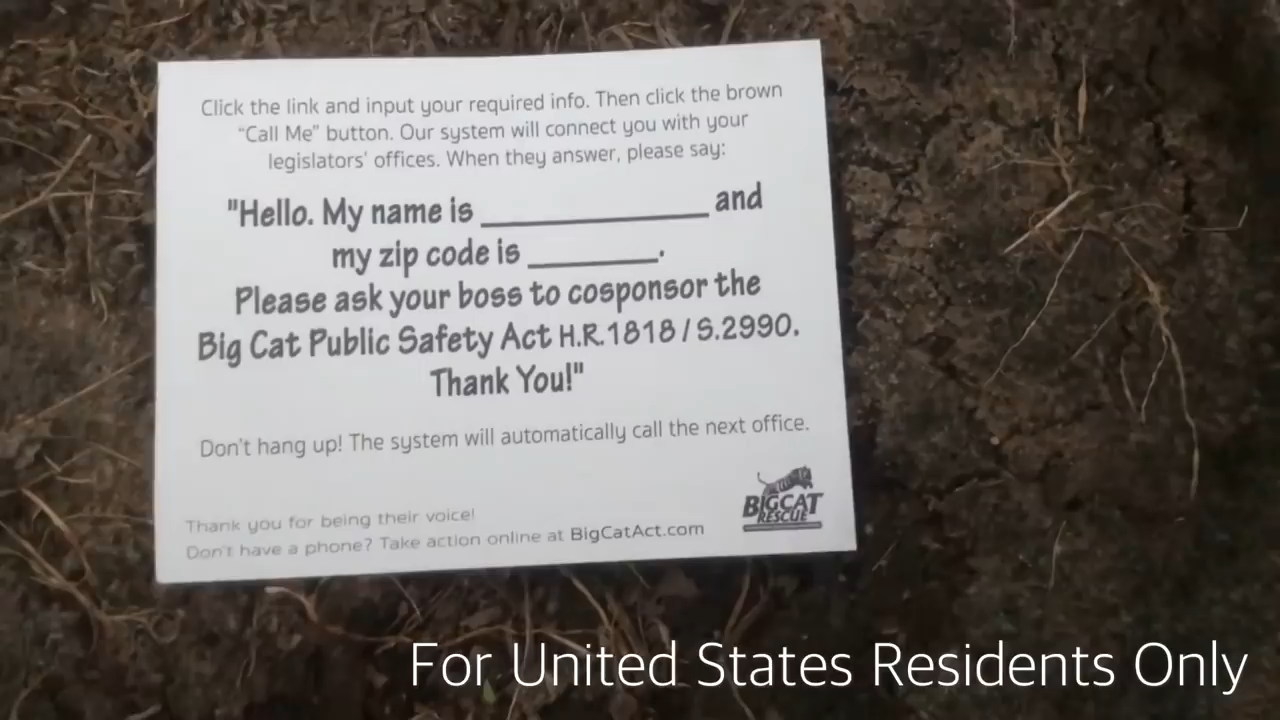 Click the link and input your required info. Then click the brown
“Call Me” button. Our system will connect you with your
legislators' offices. When they answer, please say:
"Hello. My name is ______________ and
my zip code is ________.
Please ask your boss to cosponsor the
Big Cat Public Safety Act H.R.1818 / S.2990.
Thank You!"
Don't hang up! The system will automatically call the next office.
BIGCAT
RESCUE
Thank you for being their voice!
Don't have a phone? Take action online at BigCatAct.com
For United States Residents Only